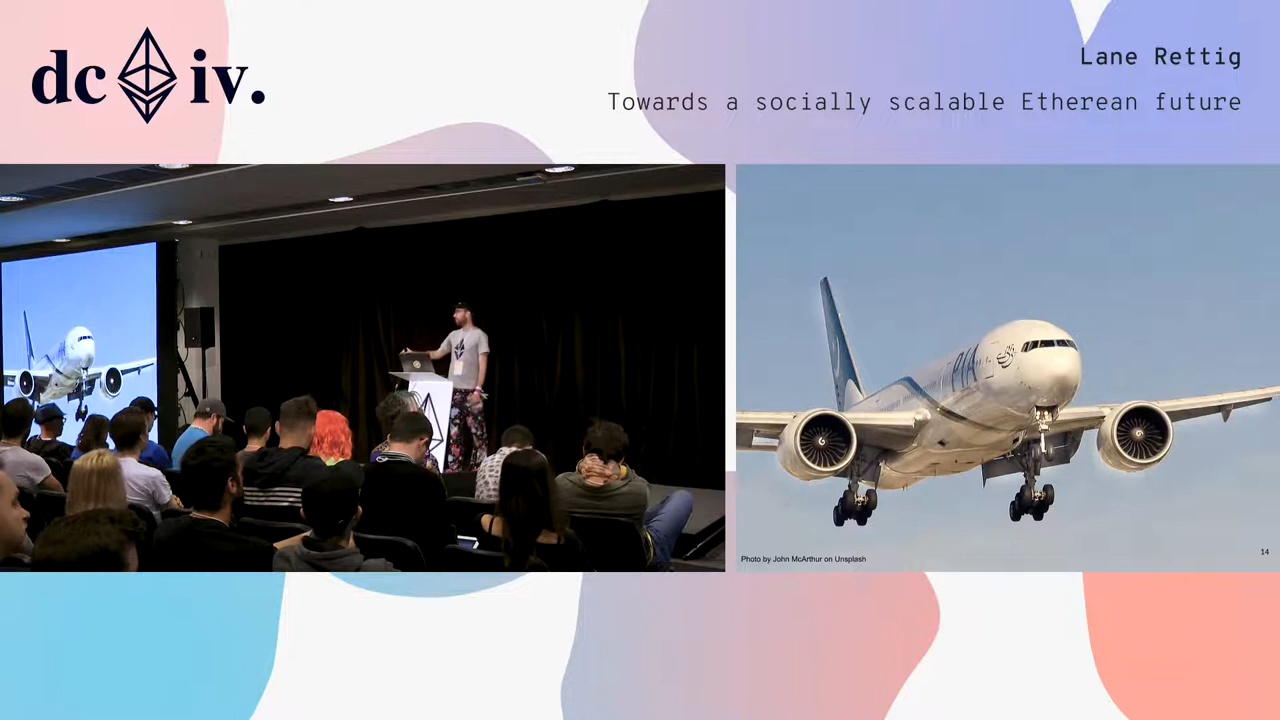 dc iv.
Lane Rettig
Towards a socially scalable Etherean future
PIA
Photo by John McArthur on Unsplash
14